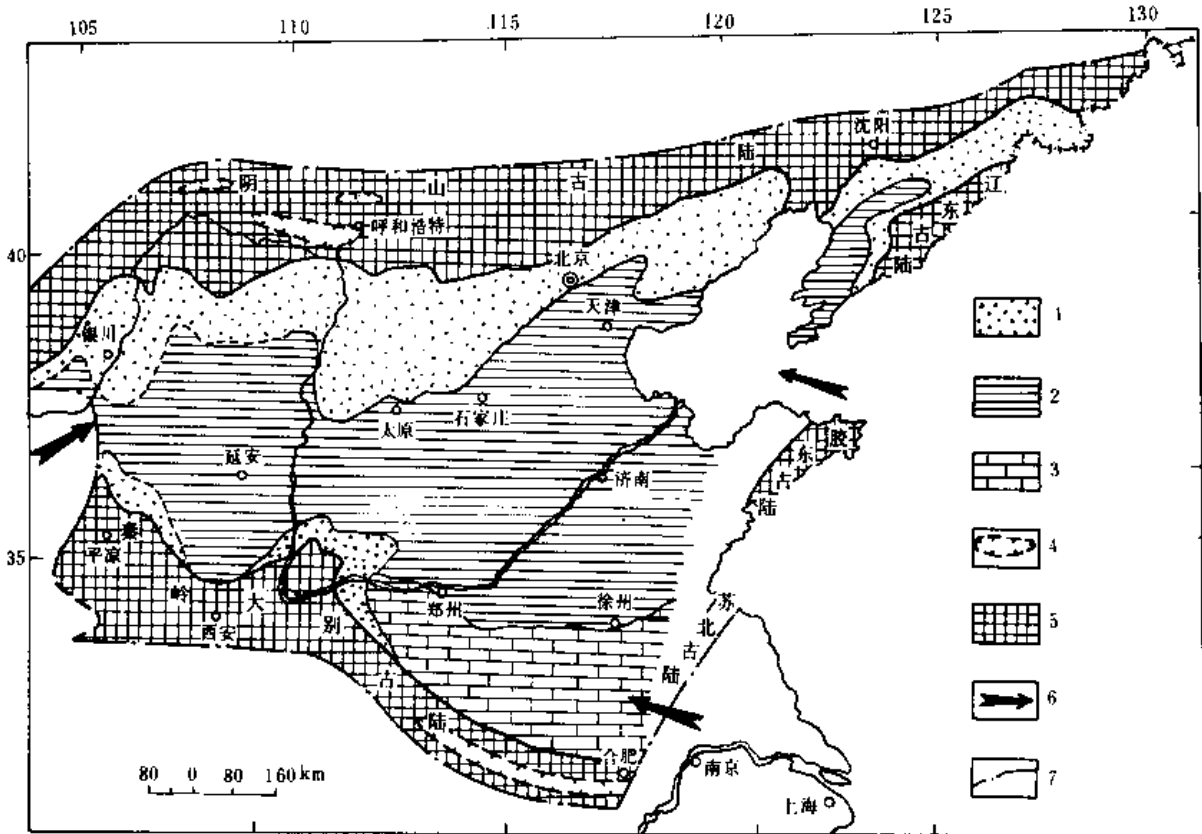 105 110 115 120 125 130
沈阳
阴山古陆
呼和浩特
辽东古陆
40
北京
天津
银川
1
2
太原
石家庄
胶东古陆
3
延安
济南
4
35
平凉
秦岭大别古陆
西安
郑州
徐州
苏北古陆
5
6
合肥
南京
上海
7
80 0 80 160 km